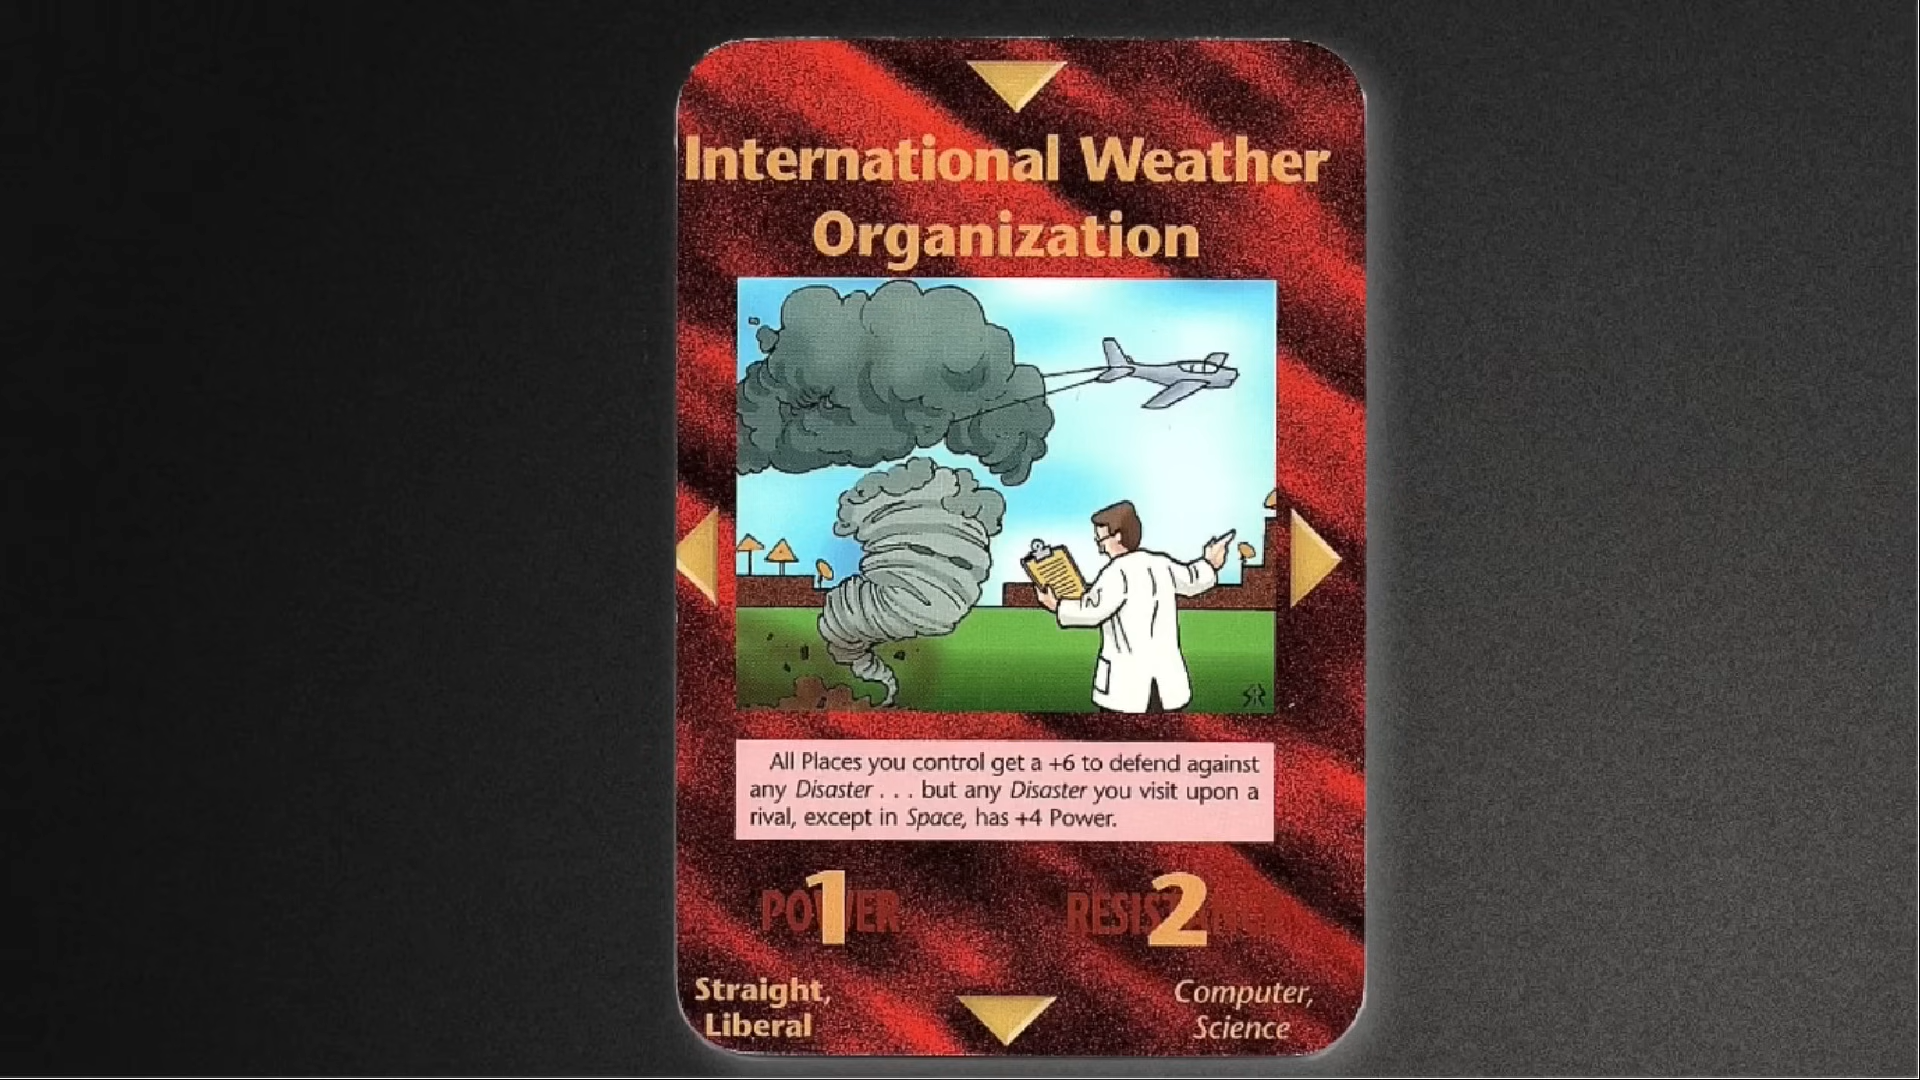 International Weather
Organization
All Places you control get a +6 to defend against
any Disaster . . . but any Disaster you visit upon a
rival, except in Space, has +4 Power.
POWER
1
RESISTANCE
2
Straight,
Liberal
Computer,
Science